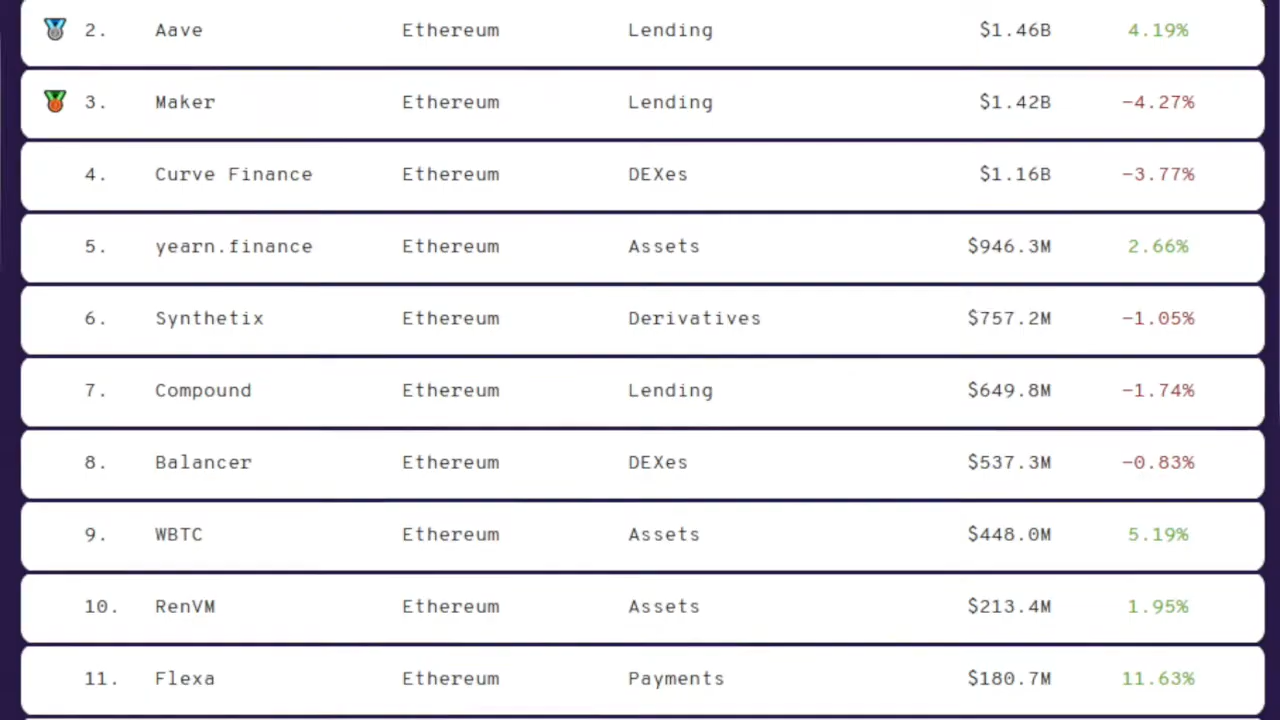 2. Aave Ethereum Lending $1.46B 4.19%
3. Maker Ethereum Lending $1.42B -4.27%
4. Curve Finance Ethereum DEXes $1.16B -3.77%
5. yearn.finance Ethereum Assets $946.3M 2.66%
6. Synthetix Ethereum Derivatives $757.2M -1.05%
7. Compound Ethereum Lending $649.8M -1.74%
8. Balancer Ethereum DEXes $537.3M -0.83%
9. WBTC Ethereum Assets $448.0M 5.19%
10. RenVM Ethereum Assets $213.4M 1.95%
11. Flexa Ethereum Payments $180.7M 11.63%